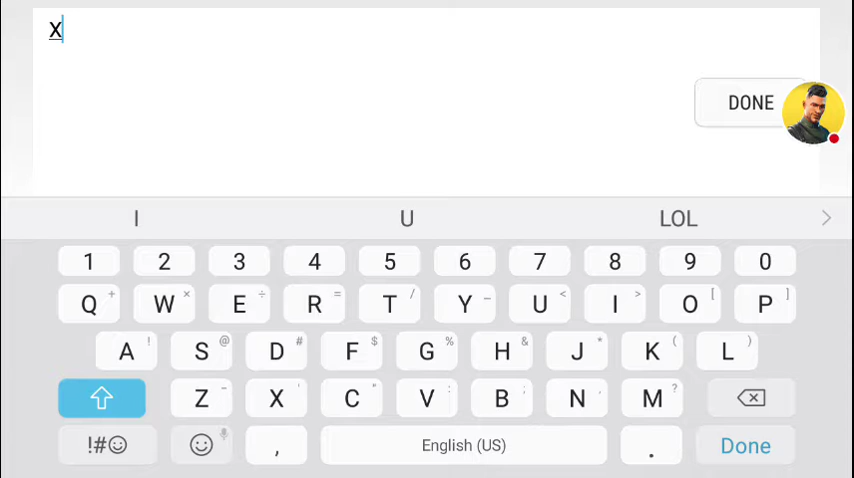 X
DONE
I U LOL >
1 2 3 4 5 6 7 8 9 0
Q + W × E ÷ R = T / Y _ U < I > O [ P ]
A ! S @ D # F $ G % H & J * K ( L )
Z - X ' C " V : B ; N , M ?
!#☺ , English (US) . Done